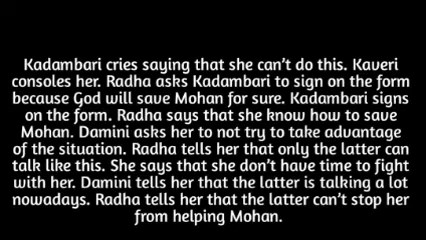 Kadambari cries saying that she can't do this. Kaveri
consoles her. Radha asks Kadambari to sign on the form
because God will save Mohan for sure. Kadambari signs
on the form. Radha says that she know how to save
Mohan. Damini asks her to not try to take advantage
of the situation. Radha tells her that only the latter can
talk like this. She says that she don't have time to fight
with her. Damini tells her that the latter is talking a lot
nowadays. Radha tells her that the latter can't stop her
from helping Mohan.